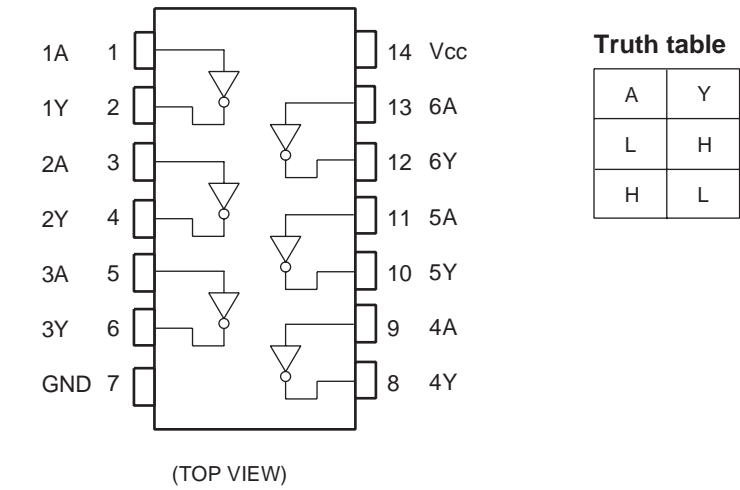 1A 1 14 Vcc
1Y 2 13 6A
2A 3 12 6Y
2Y 4 11 5A
3A 5 10 5Y
3Y 6 9 4A
GND 7 8 4Y
(TOP VIEW)
Truth table
A Y
L H
H L